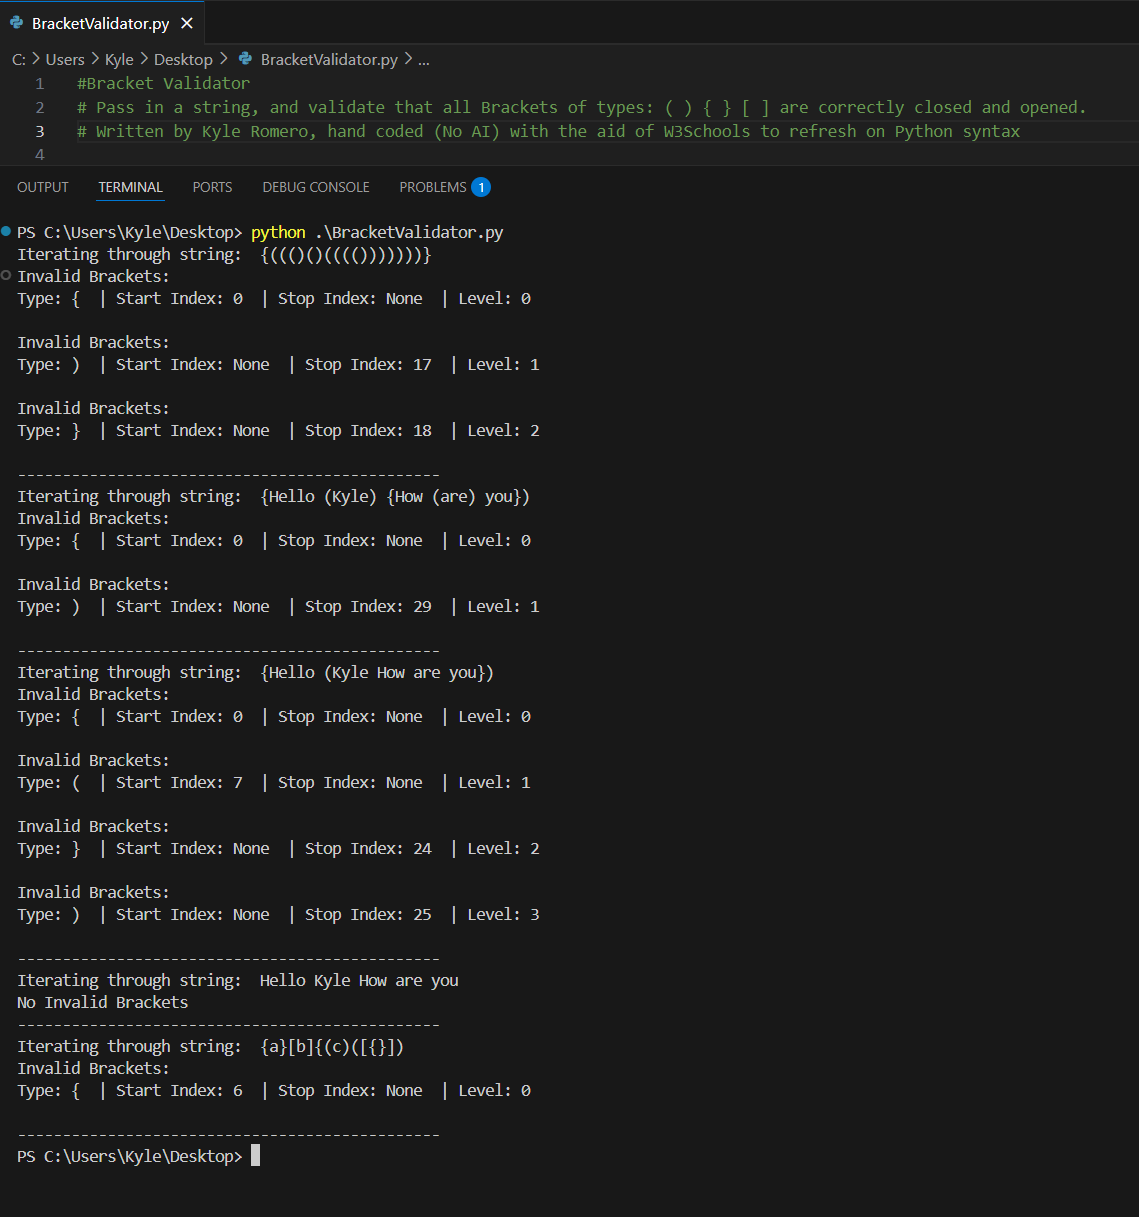 BracketValidator.py ×
C: > Users > Kyle > Desktop > BracketValidator.py > ...
1 #Bracket Validator
2 # Pass in a string, and validate that all Brackets of types: ( ) { } [ ] are correctly closed and opened.
3 # Written by Kyle Romero, hand coded (No AI) with the aid of W3Schools to refresh on Python syntax
4
OUTPUT TERMINAL PORTS DEBUG CONSOLE PROBLEMS 1
PS C:\Users\Kyle\Desktop> python .\BracketValidator.py
Iterating through string:  {((()()(((()))))))}
Invalid Brackets:
Type: {  | Start Index: 0  | Stop Index: None  | Level: 0
Invalid Brackets:
Type: )  | Start Index: None  | Stop Index: 17  | Level: 1
Invalid Brackets:
Type: }  | Start Index: None  | Stop Index: 18  | Level: 2
-----------------------------------------------
Iterating through string:  {Hello (Kyle) {How (are) you})
Invalid Brackets:
Type: {  | Start Index: 0  | Stop Index: None  | Level: 0
Invalid Brackets:
Type: )  | Start Index: None  | Stop Index: 29  | Level: 1
-----------------------------------------------
Iterating through string:  {Hello (Kyle How are you})
Invalid Brackets:
Type: {  | Start Index: 0  | Stop Index: None  | Level: 0
Invalid Brackets:
Type: (  | Start Index: 7  | Stop Index: None  | Level: 1
Invalid Brackets:
Type: }  | Start Index: None  | Stop Index: 24  | Level: 2
Invalid Brackets:
Type: )  | Start Index: None  | Stop Index: 25  | Level: 3
-----------------------------------------------
Iterating through string:  Hello Kyle How are you
No Invalid Brackets
-----------------------------------------------
Iterating through string:  {a}[b]{(c)([{}])
Invalid Brackets:
Type: {  | Start Index: 6  | Stop Index: None  | Level: 0
-----------------------------------------------
PS C:\Users\Kyle\Desktop>